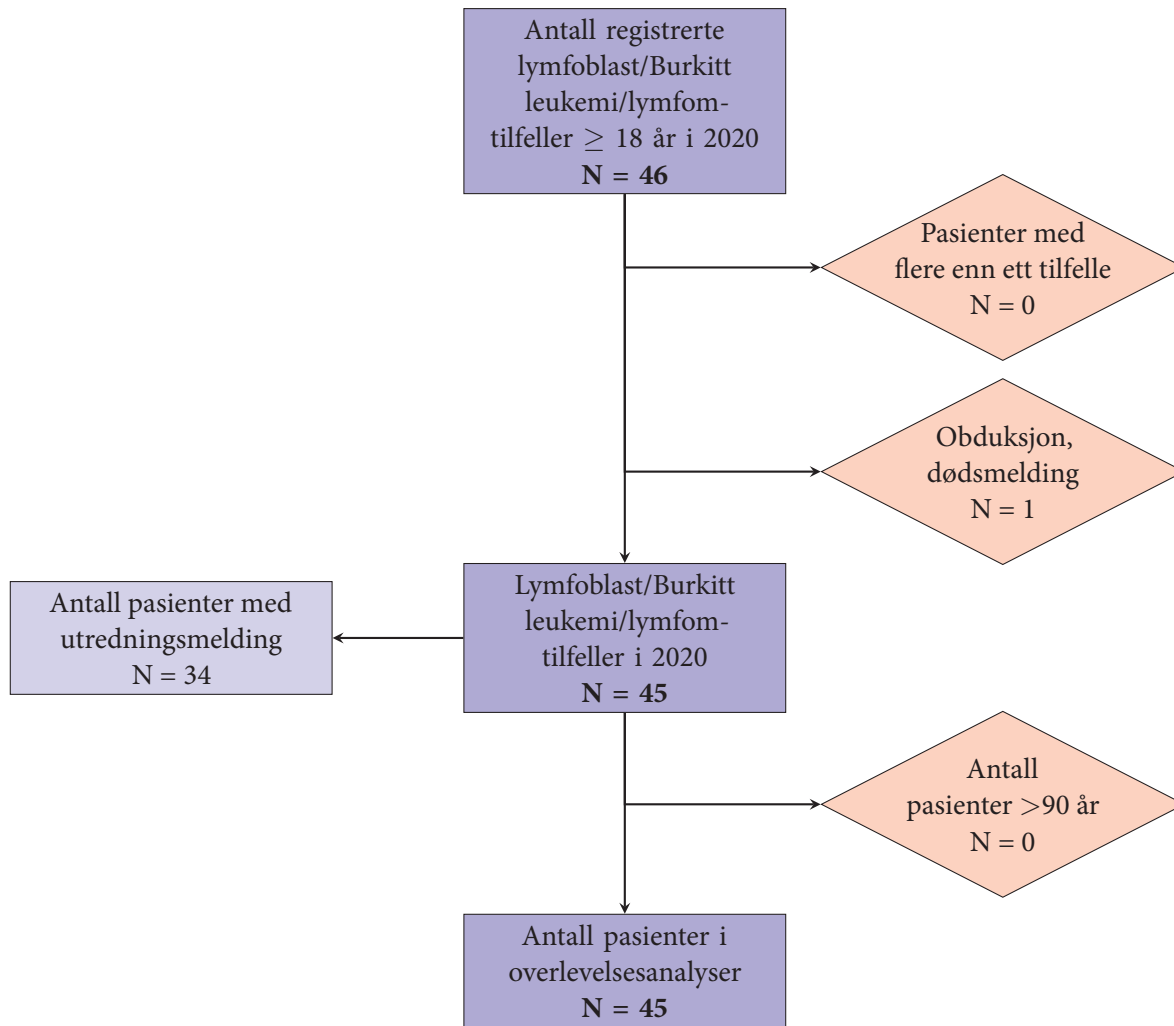 Antall registrerte
lymfoblast/Burkitt
leukemi/lymfom-
tilfeller ≥ 18 år i 2020
N = 46
Pasienter med
flere enn ett tilfelle
N = 0
Obduksjon,
dødsmelding
N = 1
Antall pasienter med
utredningsmelding
N = 34
Lymfoblast/Burkitt
leukemi/lymfom-
tilfeller i 2020
N = 45
Antall
pasienter >90 år
N = 0
Antall pasienter i
overlevelsesanalyser
N = 45